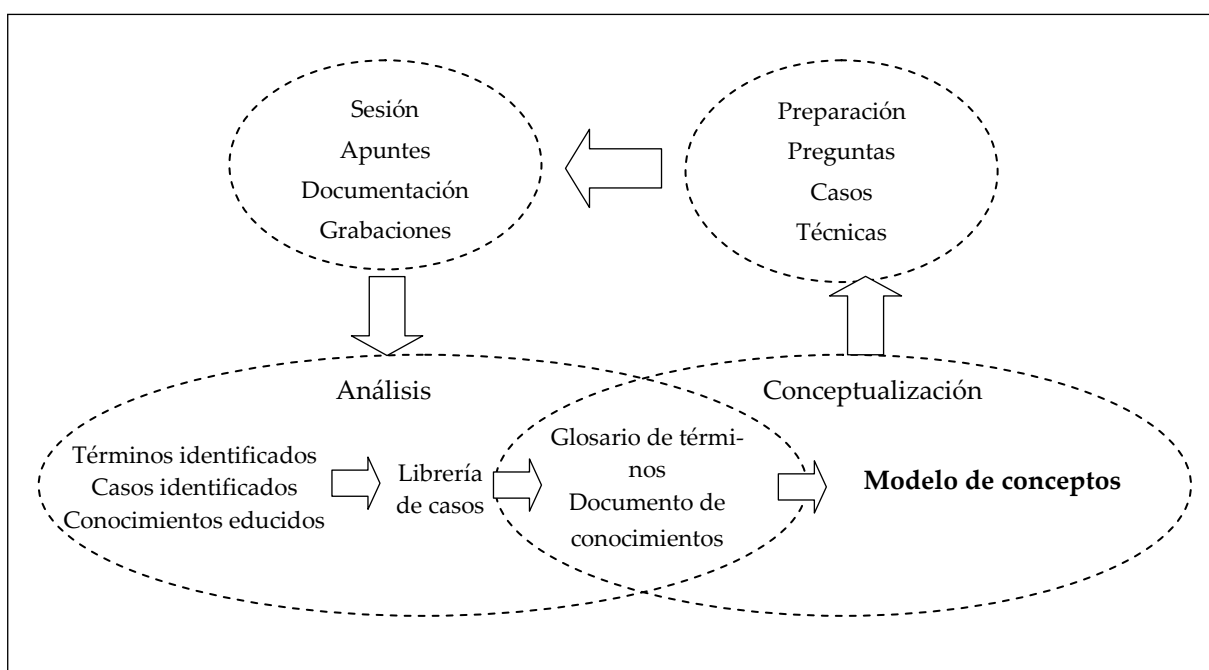 Sesión
Apuntes
Documentación
Grabaciones
Preparación
Preguntas
Casos
Técnicas
Análisis
Términos identificados
Casos identificados
Conocimientos educidos
Librería
de casos
Glosario de térmi-
nos
Documento de
conocimientos
Conceptualización
Modelo de conceptos